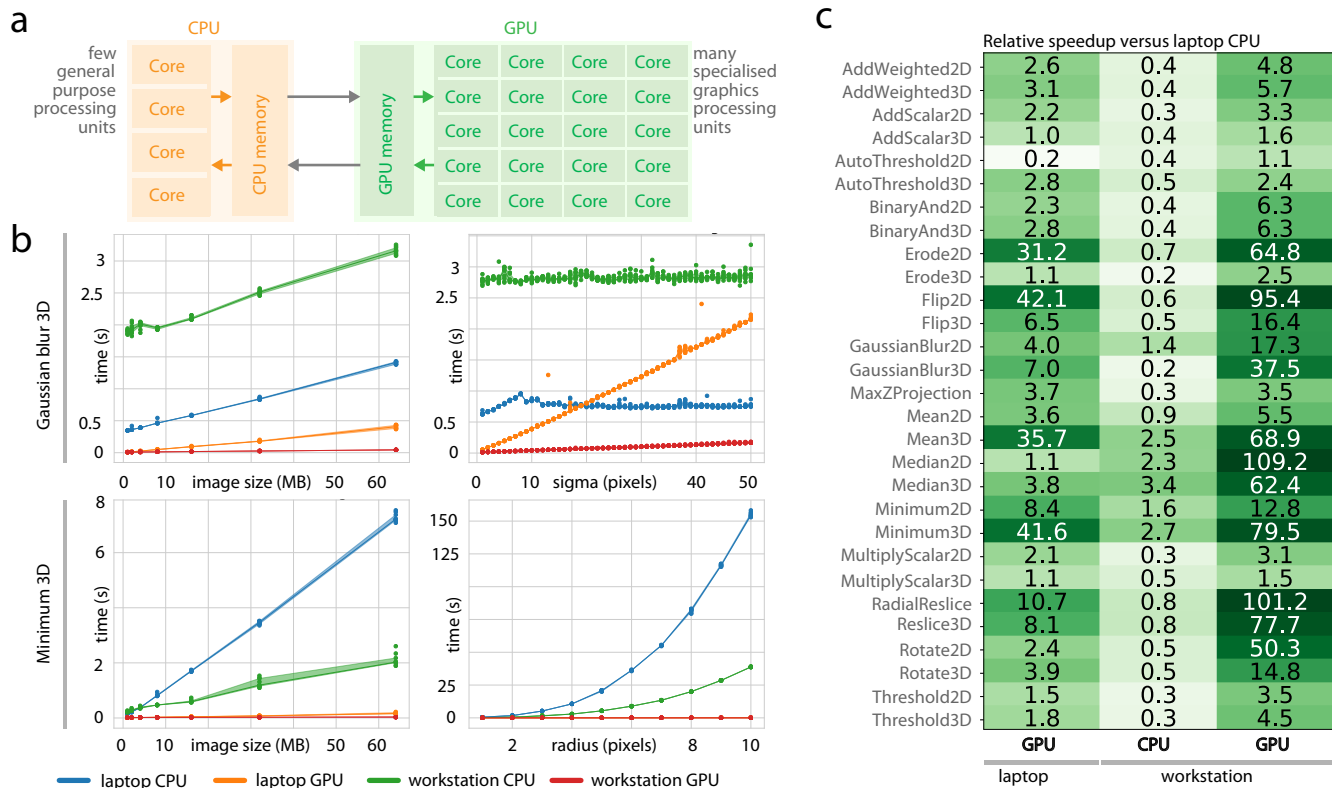 a
CPU
GPU
few
general
purpose
processing
units
Core
Core
Core
Core
CPU memory
GPU memory
Core Core Core Core
Core Core Core Core
Core Core Core Core
Core Core Core Core
Core Core Core Core
many
specialised
graphics
processing
units
b
Gaussian blur 3D
time (s)
3
2.5
0.5
0
0 10 image size (MB) 50 60
time (s)
3
2.5
0.5
0
0 10 sigma (pixels) 40 50
Minimum 3D
time (s)
8
6
2
0
0 10 image size (MB) 50 60
time (s)
150
125
25
0
2 radius (pixels) 8 10
laptop CPU laptop GPU workstation CPU workstation GPU
c
Relative speedup versus laptop CPU
AddWeighted2D 2.6 0.4 4.8
AddWeighted3D 3.1 0.4 5.7
AddScalar2D 2.2 0.3 3.3
AddScalar3D 1.0 0.4 1.6
AutoThreshold2D 0.2 0.4 1.1
AutoThreshold3D 2.8 0.5 2.4
BinaryAnd2D 2.3 0.4 6.3
BinaryAnd3D 2.8 0.4 6.3
Erode2D 31.2 0.7 64.8
Erode3D 1.1 0.2 2.5
Flip2D 42.1 0.6 95.4
Flip3D 6.5 0.5 16.4
GaussianBlur2D 4.0 1.4 17.3
GaussianBlur3D 7.0 0.2 37.5
MaxZProjection 3.7 0.3 3.5
Mean2D 3.6 0.9 5.5
Mean3D 35.7 2.5 68.9
Median2D 1.1 2.3 109.2
Median3D 3.8 3.4 62.4
Minimum2D 8.4 1.6 12.8
Minimum3D 41.6 2.7 79.5
MultiplyScalar2D 2.1 0.3 3.1
MultiplyScalar3D 1.1 0.5 1.5
RadialReslice 10.7 0.8 101.2
Reslice3D 8.1 0.8 77.7
Rotate2D 2.4 0.5 50.3
Rotate3D 3.9 0.5 14.8
Threshold2D 1.5 0.3 3.5
Threshold3D 1.8 0.3 4.5
GPU CPU GPU
laptop workstation